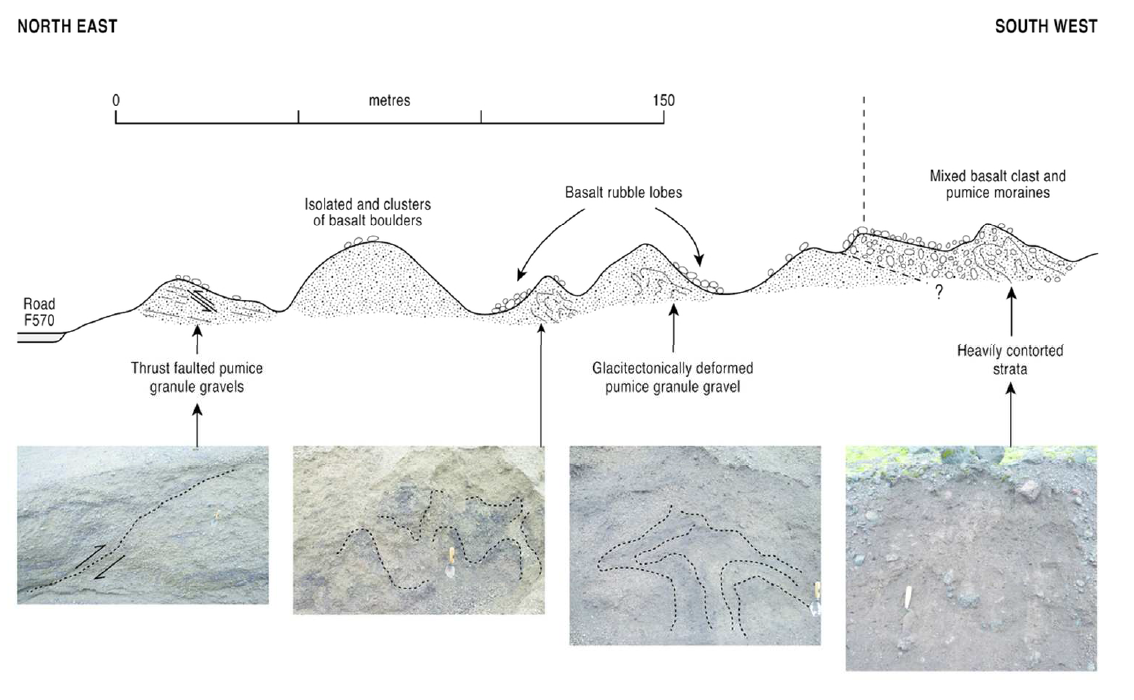 NORTH EAST
SOUTH WEST
0
metres
150
Mixed basalt clast and
pumice moraines
Basalt rubble lobes
Isolated and clusters
of basalt boulders
Road
F570
?
Thrust faulted pumice
granule gravels
Glacitectonically deformed
pumice granule gravel
Heavily contorted
strata